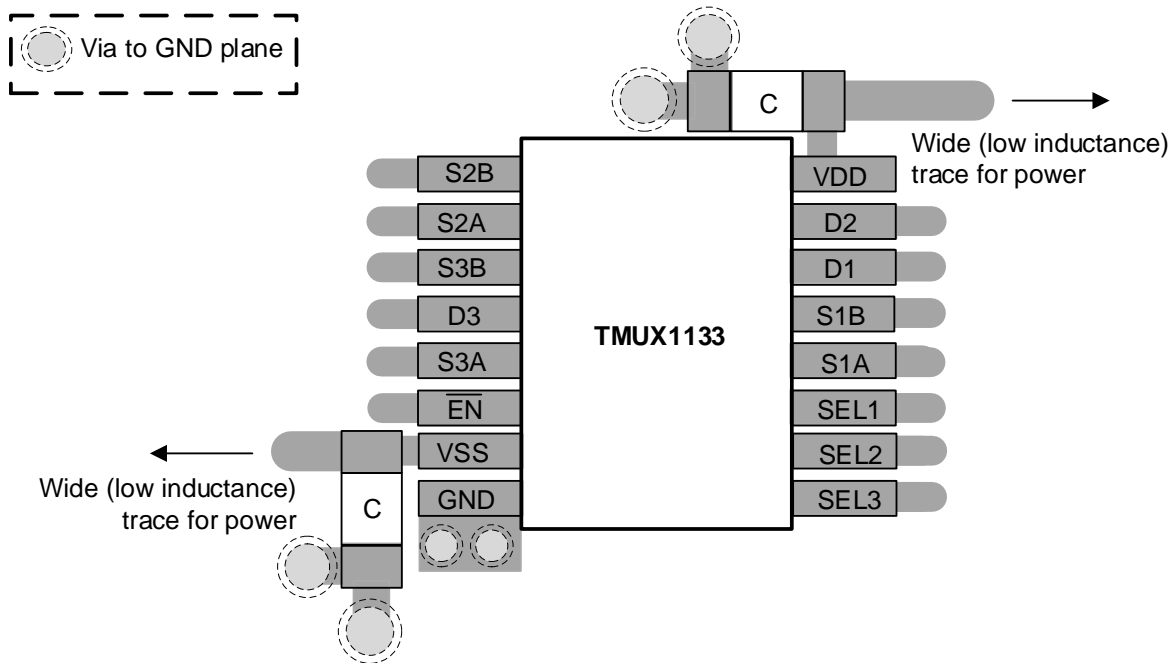 Via to GND plane
C
Wide (low inductance)
trace for power
S2B
VDD
S2A
D2
S3B
D1
D3
S1B
TMUX1133
S3A
S1A
EN
SEL1
VSS
SEL2
Wide (low inductance)
trace for power
C
GND
SEL3